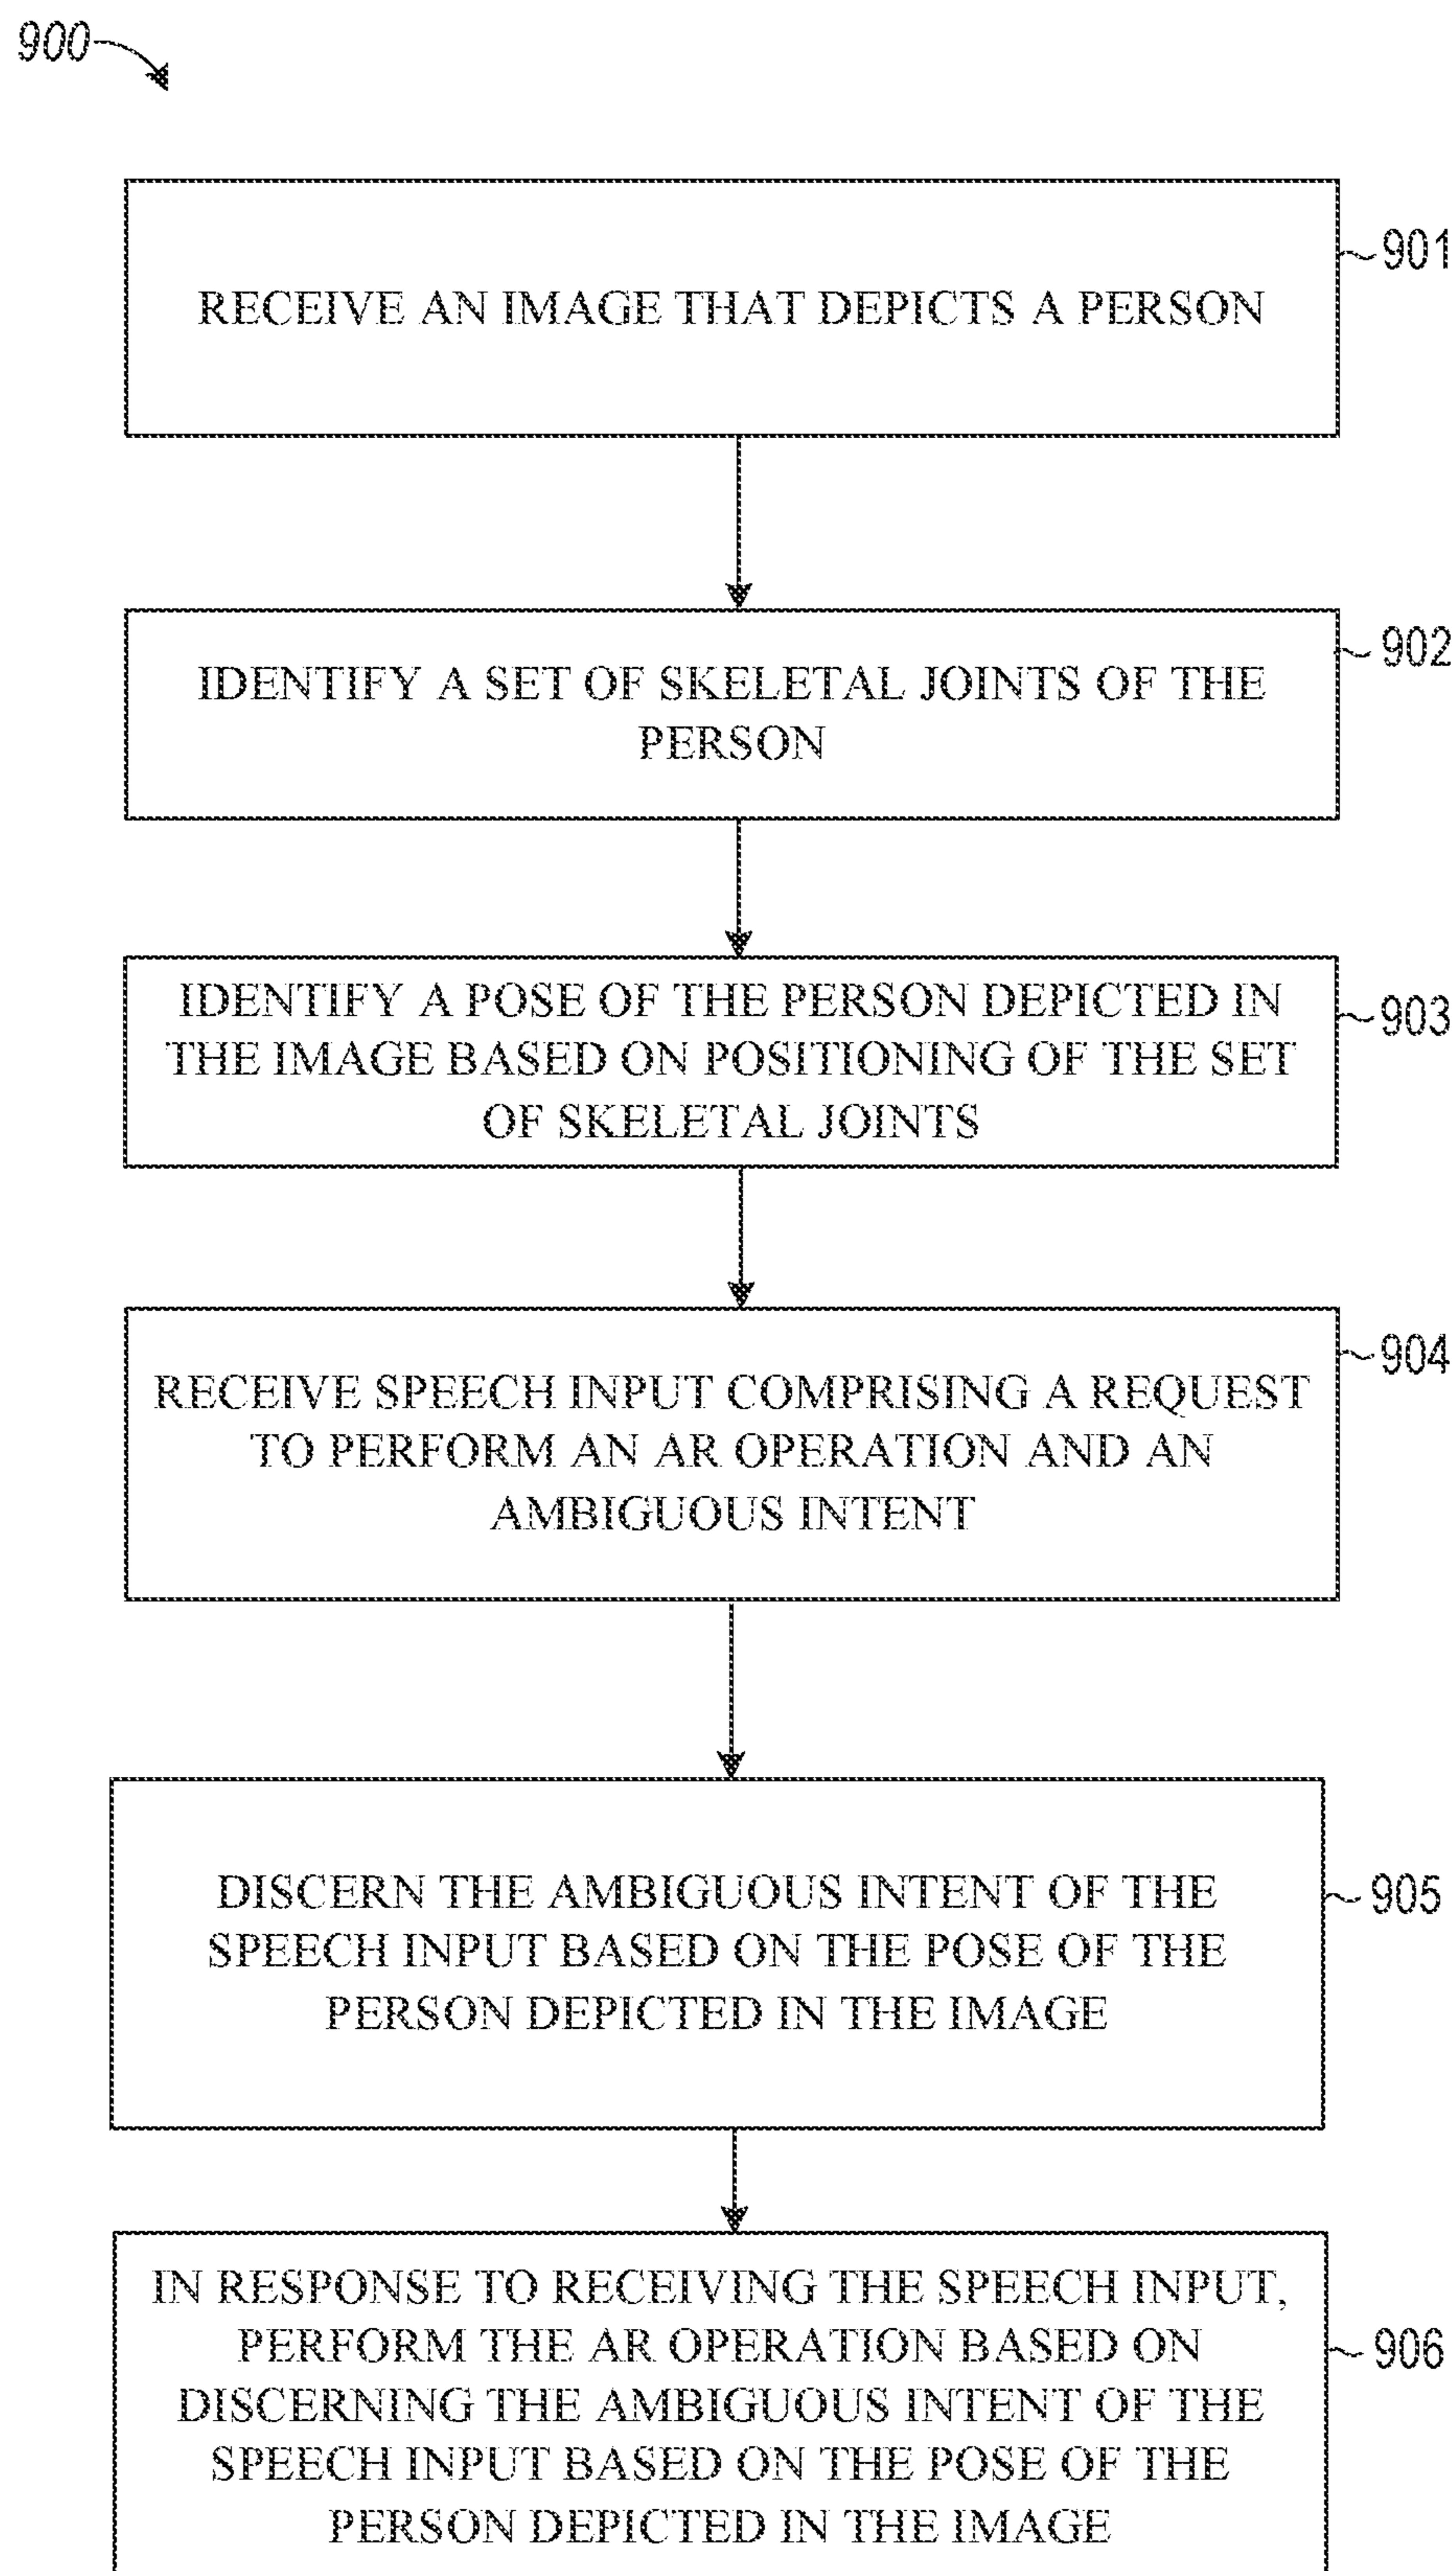 900
901
RECEIVE AN IMAGE THAT DEPICTS A PERSON
902
IDENTIFY A SET OF SKELETAL JOINTS OF THE
PERSON
903
IDENTIFY A POSE OF THE PERSON DEPICTED IN
THE IMAGE BASED ON POSITIONING OF THE SET
OF SKELETAL JOINTS
904
RECEIVE SPEECH INPUT COMPRISING A REQUEST
TO PERFORM AN AR OPERATION AND AN
AMBIGUOUS INTENT
905
DISCERN THE AMBIGUOUS INTENT OF THE
SPEECH INPUT BASED ON THE POSE OF THE
PERSON DEPICTED IN THE IMAGE
906
IN RESPONSE TO RECEIVING THE SPEECH INPUT,
PERFORM THE AR OPERATION BASED ON
DISCERNING THE AMBIGUOUS INTENT OF THE
SPEECH INPUT BASED ON THE POSE OF THE
PERSON DEPICTED IN THE IMAGE